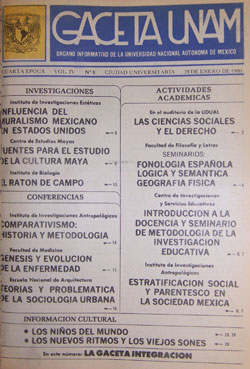 GACETA UNAM
ORGANO INFORMATIVO DE LA UNIVERSIDAD NACIONAL AUTONOMA DE MEXICO
CUARTA EPOCA VOL. IV Nº 8 CIUDAD UNIVERSITARIA 28 DE ENERO DE 1980
INVESTIGACIONES
Instituto de Investigaciones Estéticas
INFLUENCIA DEL
MURALISMO MEXICANO
EN ESTADOS UNIDOS
Centro de Estudios Mayas
FUENTES PARA EL ESTUDIO
DE LA CULTURA MAYA
Instituto de Biología
EL RATON DE CAMPO
CONFERENCIAS
Instituto de Investigaciones Antropológicas
COMPARATIVISMO:
HISTORIA Y METODOLOGIA
Facultad de Medicina
GENESIS Y EVOLUCION
DE LA ENFERMEDAD
Escuela Nacional de Arquitectura
TEORIAS Y PROBLEMATICA
DE LA SOCIOLOGIA URBANA
ACTIVIDADES
ACADEMICAS
En el auditorio de la UDUAL
LAS CIENCIAS SOCIALES
Y EL DERECHO
Facultad de Filosofía y Letras
SEMINARIOS:
FONOLOGIA ESPAÑOLA
LOGICA Y SEMANTICA
GEOGRAFIA FISICA
Centro de Investigaciones
y Servicios Educativos
INTRODUCCION A LA
DOCENCIA Y SEMINARIO
DE METODOLOGIA DE LA
INVESTIGACION
EDUCATIVA
Instituto de Investigaciones
Antropológicas
ESTRATIFICACION SOCIAL
Y PARENTESCO EN
LA SOCIEDAD MEXICA
INFORMACION CULTURAL
• LOS NIÑOS DEL MUNDO
• LOS NUEVOS RITMOS Y LOS VIEJOS SONES
En este número: LA GACETA INTEGRACION